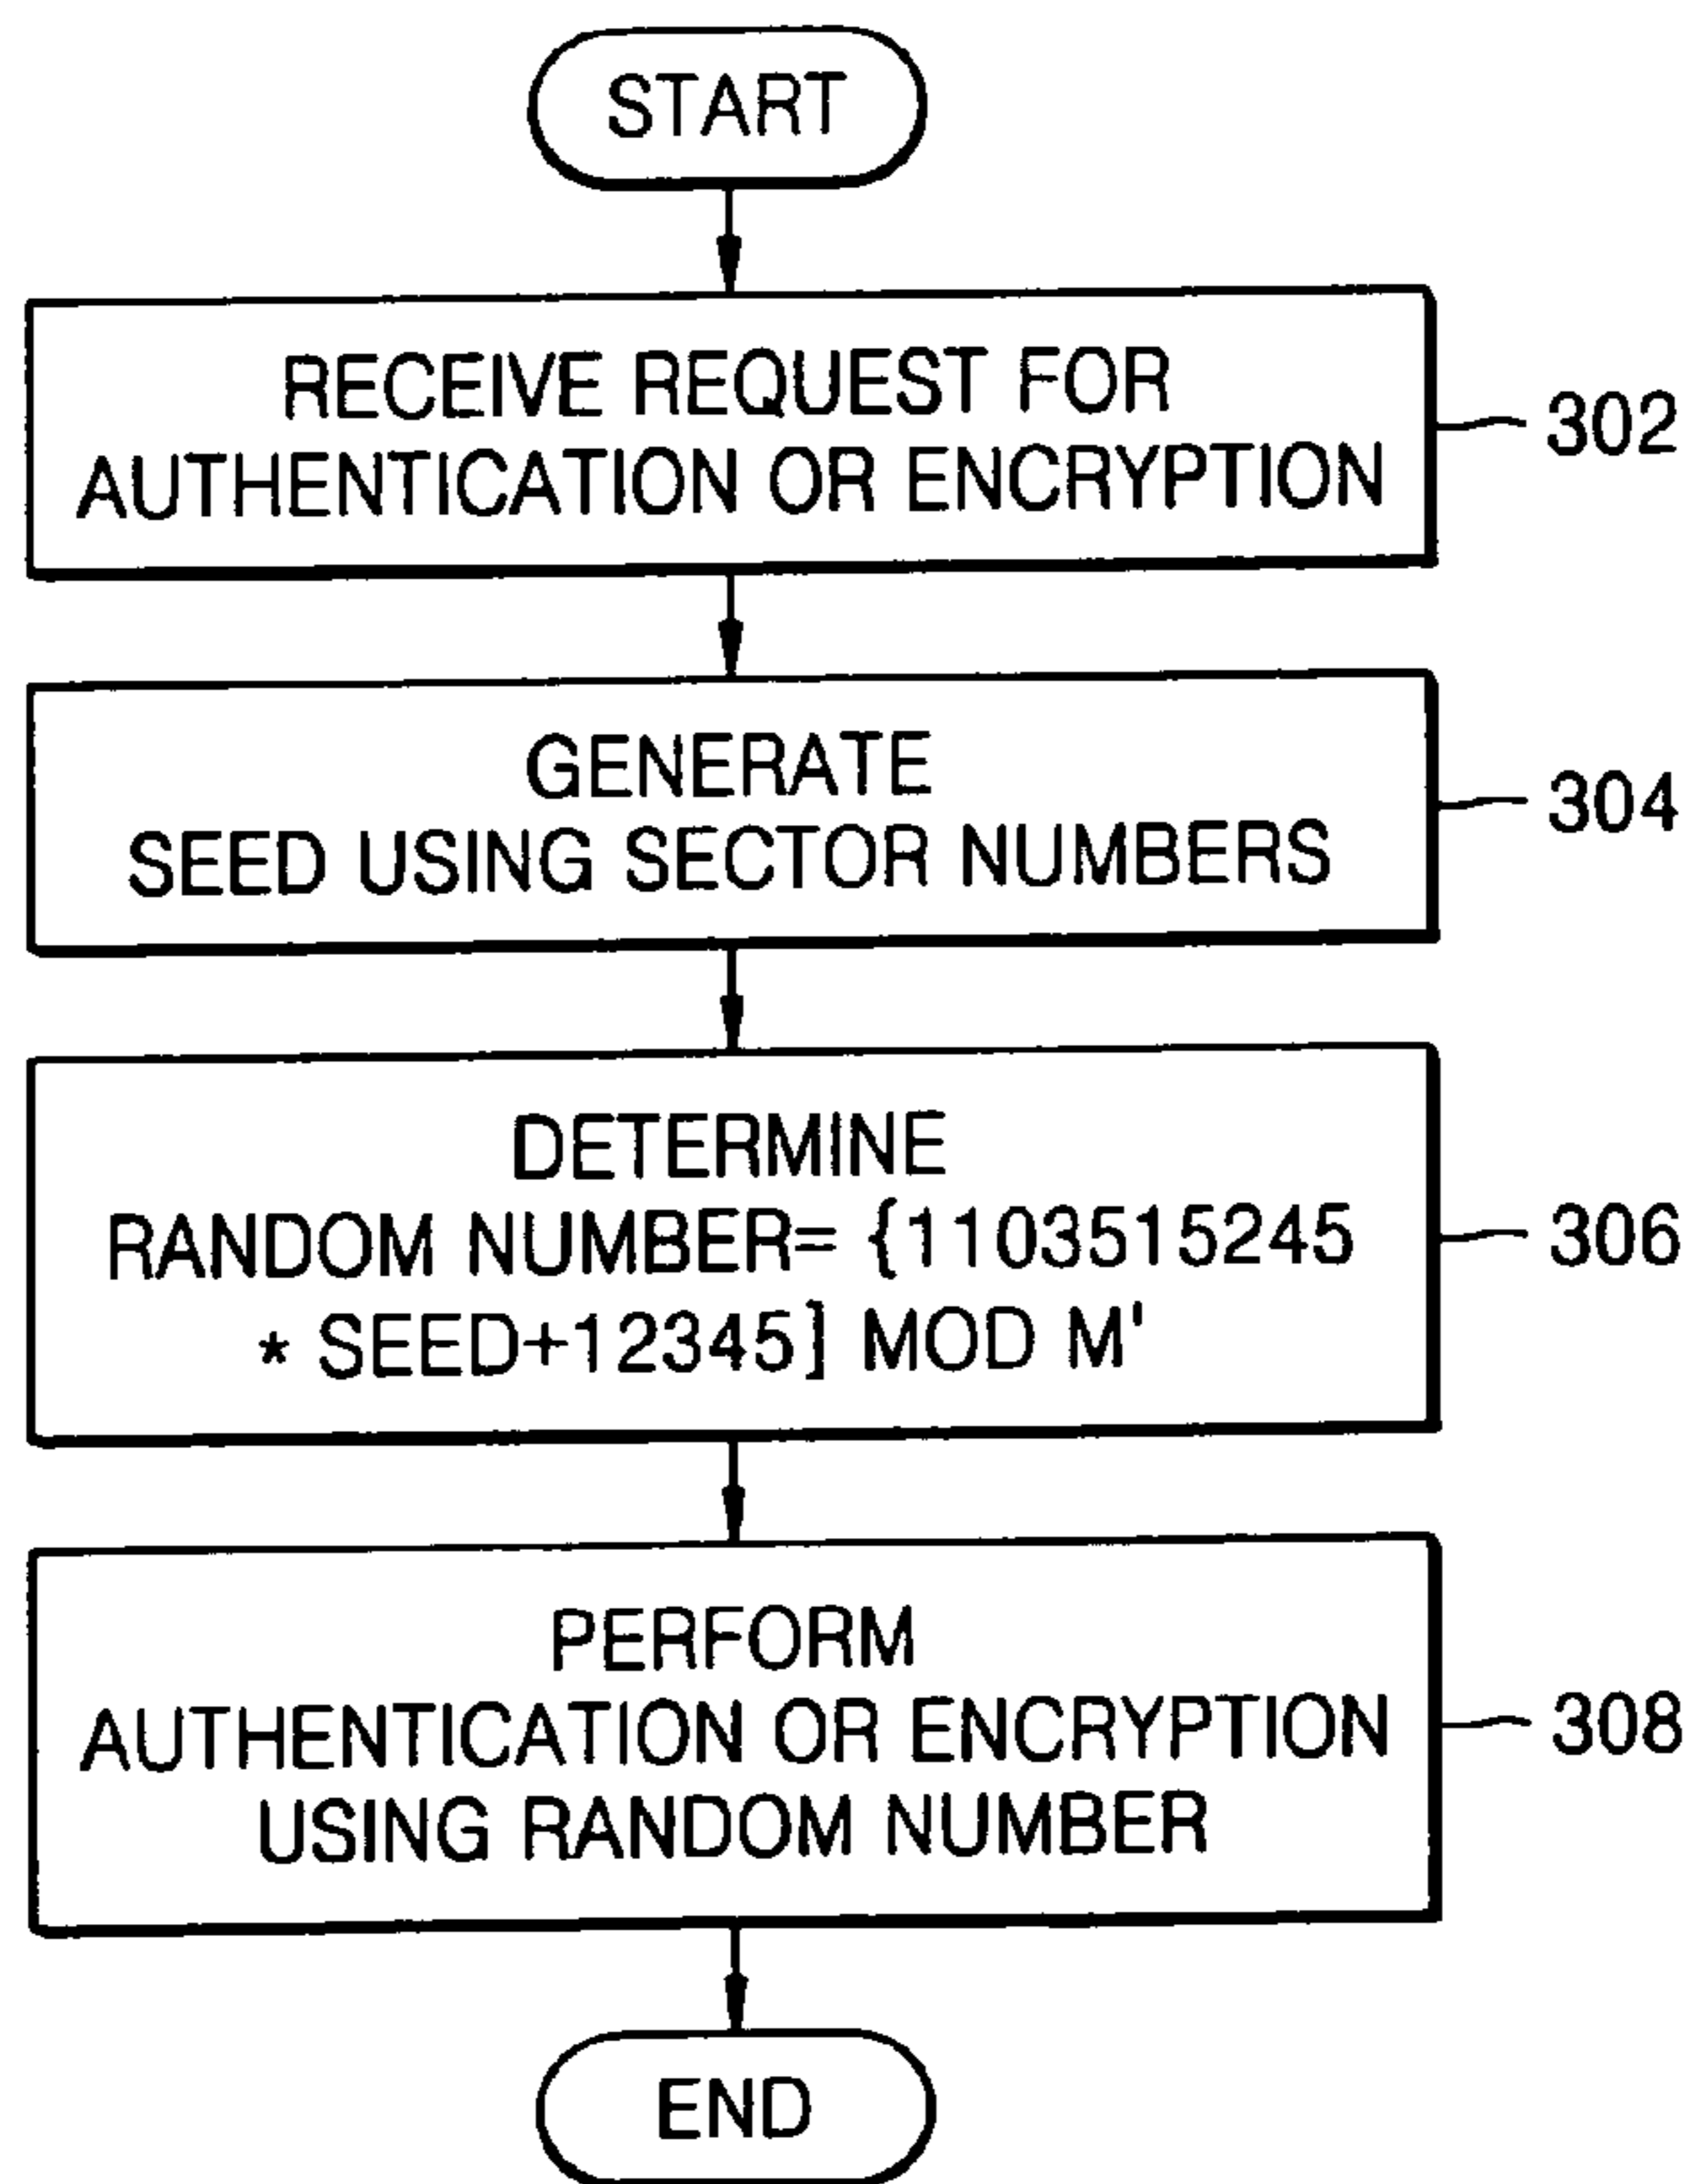 START
RECEIVE REQUEST FOR
AUTHENTICATION OR ENCRYPTION
302
GENERATE
SEED USING SECTOR NUMBERS
304
DETERMINE
RANDOM NUMBER= {1103515245
* SEED+12345] MOD M'
306
PERFORM
AUTHENTICATION OR ENCRYPTION
USING RANDOM NUMBER
308
END